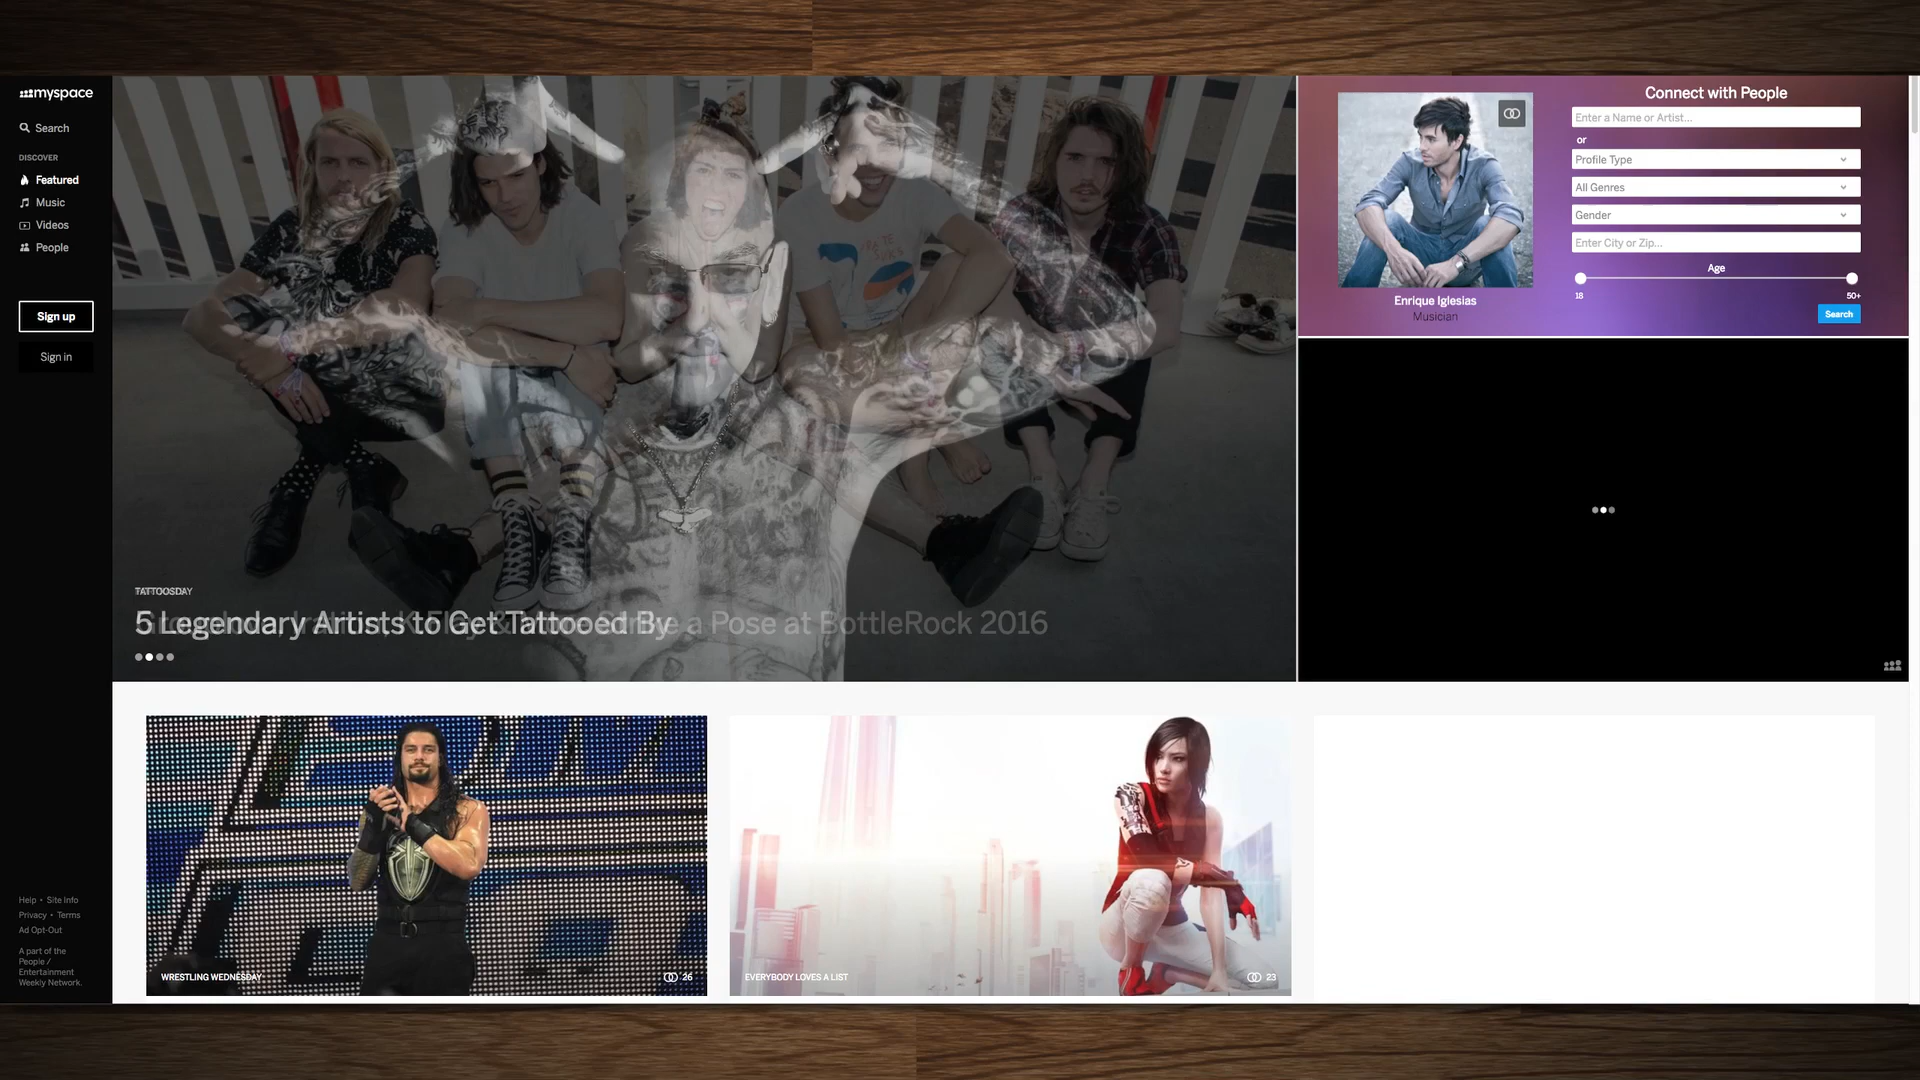 myspace
Search
DISCOVER
Featured
Music
Videos
People
Sign up
Sign in
Help • Site Info
Privacy • Terms
Ad Opt-Out
A part of the
People /
Entertainment
Weekly Network.
TATTOOSDAY
5 Legendary Artists to Get Tattooed By
a Pose at BottleRock 2016
Enrique Iglesias
Musician
Connect with People
Enter a Name or Artist...
or
Profile Type
All Genres
Gender
Enter City or Zip...
Age
18 50+
Search
WRESTLING WEDNESDAY 26
EVERYBODY LOVES A LIST 23